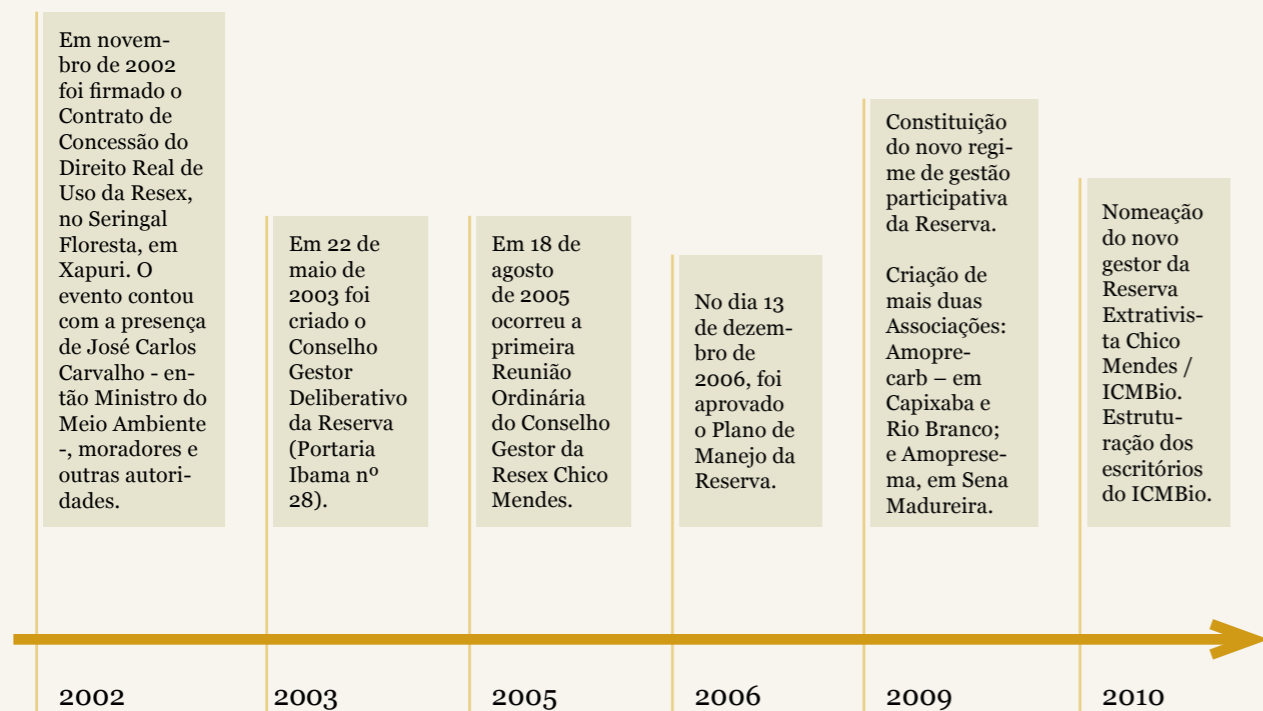 Em novem-
bro de 2002
foi firmado o
Contrato de
Concessão do
Direito Real de
Uso da Resex,
no Seringal
Floresta, em
Xapuri. O
evento contou
com a presença
de José Carlos
Carvalho - en-
tão Ministro do
Meio Ambiente
-, moradores e
outras autori-
dades.
Em 22 de
maio de
2003 foi
criado o
Conselho
Gestor
Deliberativo
da Reserva
(Portaria
Ibama nº
28).
Em 18 de
agosto
de 2005
ocorreu a
primeira
Reunião
Ordinária
do Conselho
Gestor da
Resex Chico
Mendes.
No dia 13
de dezem-
bro de
2006, foi
aprovado
o Plano de
Manejo da
Reserva.
Constituição
do novo regi-
me de gestão
participativa
da Reserva.
Criação de
mais duas
Associações:
Amopre-
carb – em
Capixaba e
Rio Branco;
e Amoprese-
ma, em Sena
Madureira.
Nomeação
do novo
gestor da
Reserva
Extrativis-
ta Chico
Mendes /
ICMBio.
Estrutu-
ração dos
escritórios
do ICMBio.
2002
2003
2005
2006
2009
2010